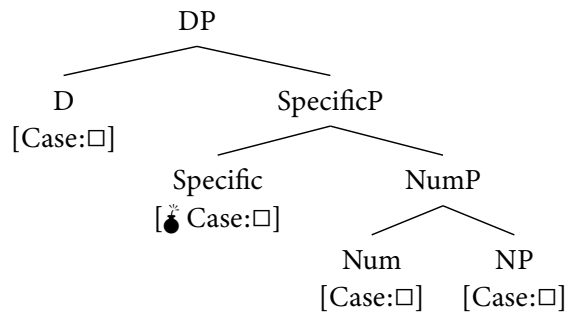 DP
D SpecificP
[Case:□]
Specific NumP
[💣Case:□]
Num NP
[Case:□] [Case:□]